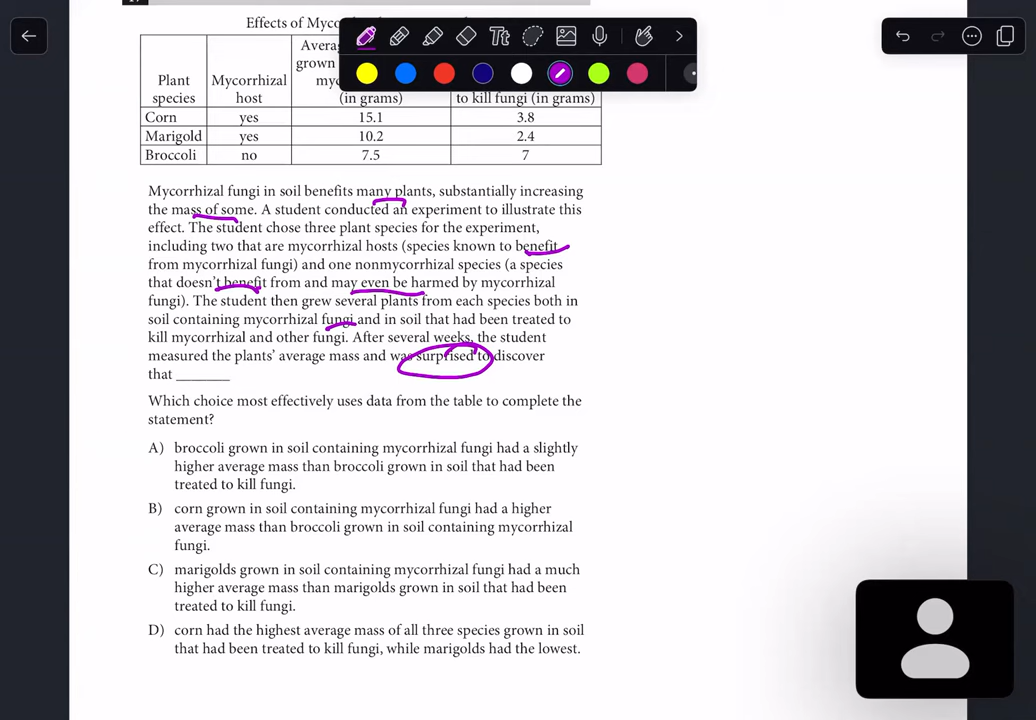 Effects of Myco
Plant species
Mycorrhizal host
Averag
grown
myc
(in grams)
to kill fungi (in grams)
Corn yes 15.1 3.8
Marigold yes 10.2 2.4
Broccoli no 7.5 7
Mycorrhizal fungi in soil benefits many plants, substantially increasing
the mass of some. A student conducted an experiment to illustrate this
effect. The student chose three plant species for the experiment,
including two that are mycorrhizal hosts (species known to benefit
from mycorrhizal fungi) and one nonmycorrhizal species (a species
that doesn't benefit from and may even be harmed by mycorrhizal
fungi). The student then grew several plants from each species both in
soil containing mycorrhizal fungi and in soil that had been treated to
kill mycorrhizal and other fungi. After several weeks, the student
measured the plants' average mass and was surprised to discover
that ________
Which choice most effectively uses data from the table to complete the
statement?
A) broccoli grown in soil containing mycorrhizal fungi had a slightly
higher average mass than broccoli grown in soil that had been
treated to kill fungi.
B) corn grown in soil containing mycorrhizal fungi had a higher
average mass than broccoli grown in soil containing mycorrhizal
fungi.
C) marigolds grown in soil containing mycorrhizal fungi had a much
higher average mass than marigolds grown in soil that had been
treated to kill fungi.
D) corn had the highest average mass of all three species grown in soil
that had been treated to kill fungi, while marigolds had the lowest.